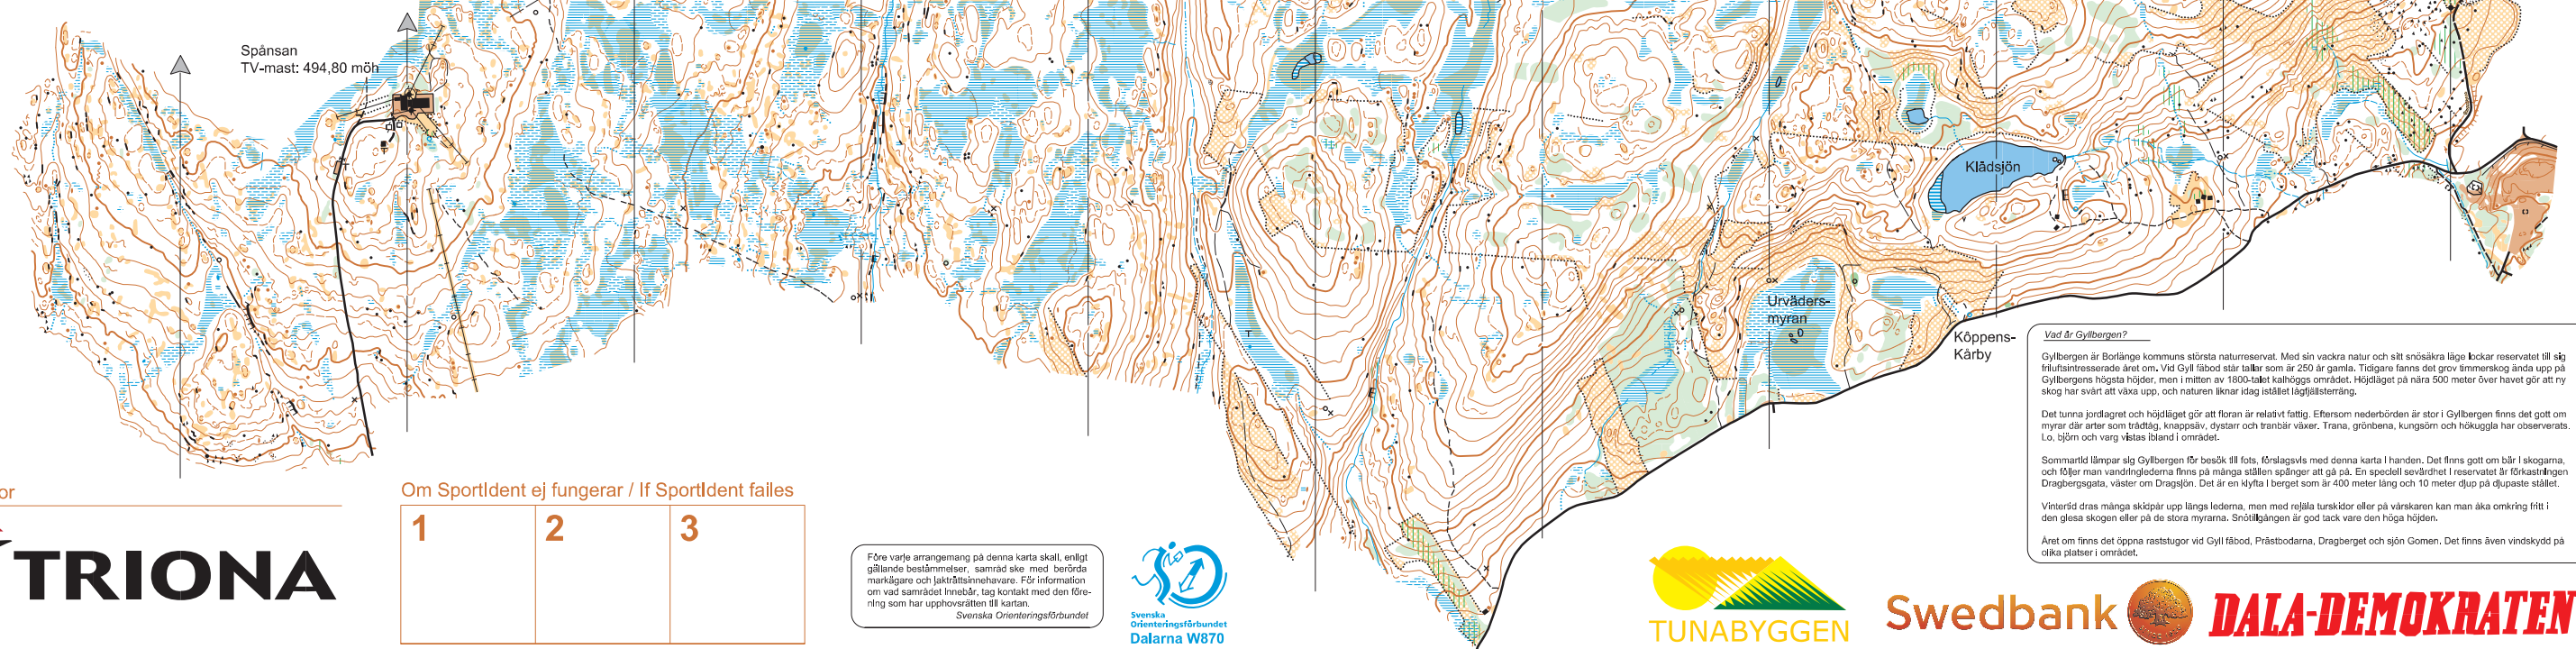 Spånsan
TV-mast: 494,80 möh
Klådsjön
Urväders-
myran
Köppens-
Kårby
or
TRIONA
Om SportIdent ej fungerar / If SportIdent failes
1
2
3
Före varje arrangemang på denna karta skall, enligt
gällande bestämmelser, samråd ske med berörda
markägare och jakträttsinnehavare. För information
om vad samrådet innebär, tag kontakt med den före-
ning som har upphovsrätten till kartan.
Svenska Orienteringsförbundet
Svenska
Orienteringsförbundet
Dalarna W870
TUNABYGGEN
Swedbank
DALA-DEMOKRATEN
Vad är Gyllbergen?
Gyllbergen är Borlänge kommuns största naturreservat. Med sin vackra natur och sitt snösäkra läge lockar reservatet till sig
friluftsintresserade året om. Vid Gyll fäbod står tallar som är 250 år gamla. Tidigare fanns det grov timmerskog ända upp på
Gyllbergens högsta höjder, men i mitten av 1800-talet kalhöggs området. Höjdläget på nära 500 meter över havet gör att ny
skog har svårt att växa upp, och naturen liknar idag istället lågfjällsterräng.
Det tunna jordlagret och höjdläget gör att floran är relativt fattig. Eftersom nederbörden är stor i Gyllbergen finns det gott om
myrar där arter som trådtåg, knappsäv, dystarr och tranbär växer. Trana, grönbena, kungsörn och hökuggla har observerats.
Lo, björn och varg vistas ibland i området.
Sommartid lämpar sig Gyllbergen för besök till fots, förslagsvis med denna karta i handen. Det finns gott om bär i skogarna,
och följer man vandringlederna finns på många ställen spänger att gå på. En speciell sevärdhet i reservatet är förkastningen
Dragbergsgata, väster om Dragsjön. Det är en klyfta i berget som är 400 meter lång och 10 meter djup på djupaste stället.
Vintertid dras många skidpår upp längs lederna, men med rejäla turskidor eller på vårskaren kan man åka omkring fritt i
den glesa skogen eller på de stora myrarna. Snötillgången är god tack vare den höga höjden.
Året om finns det öppna raststugor vid Gyll fäbod, Prästbodarna, Dragberget och sjön Gomen. Det finns även vindskydd på
olika platser i området.